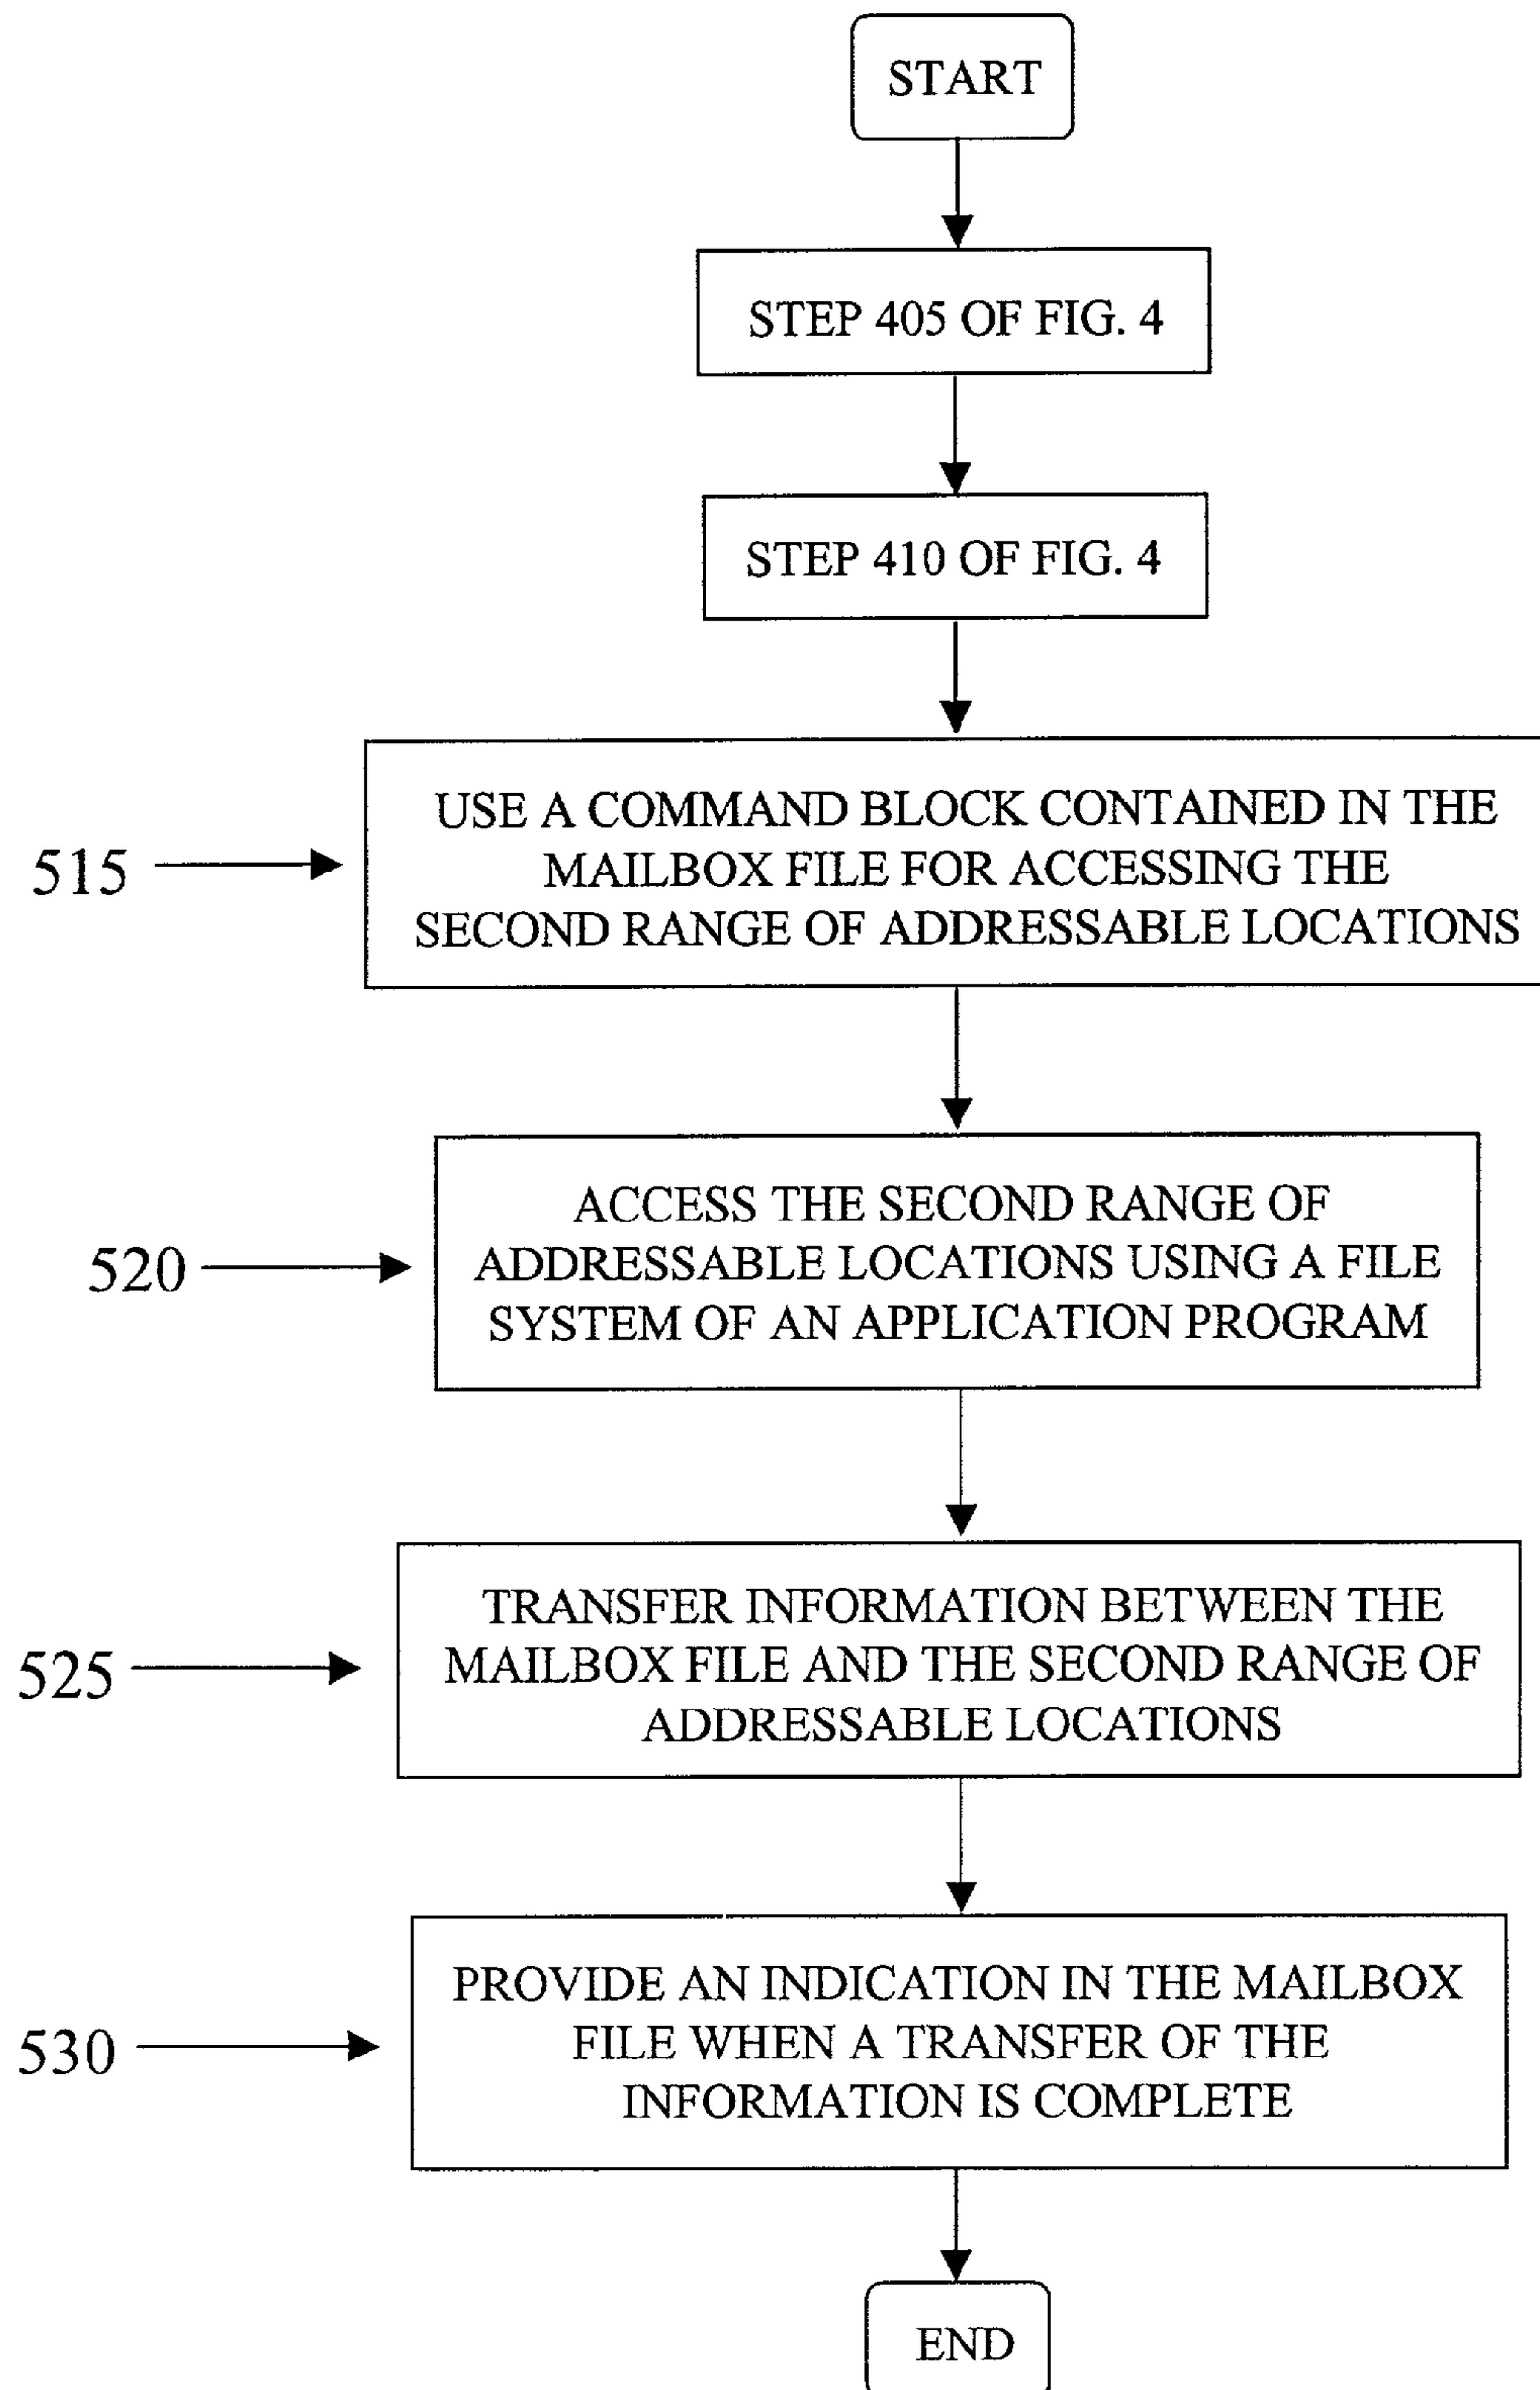 START
STEP 405 OF FIG. 4
STEP 410 OF FIG. 4
515
USE A COMMAND BLOCK CONTAINED IN THE
MAILBOX FILE FOR ACCESSING THE
SECOND RANGE OF ADDRESSABLE LOCATIONS
520
ACCESS THE SECOND RANGE OF
ADDRESSABLE LOCATIONS USING A FILE
SYSTEM OF AN APPLICATION PROGRAM
525
TRANSFER INFORMATION BETWEEN THE
MAILBOX FILE AND THE SECOND RANGE OF
ADDRESSABLE LOCATIONS
530
PROVIDE AN INDICATION IN THE MAILBOX
FILE WHEN A TRANSFER OF THE
INFORMATION IS COMPLETE
END